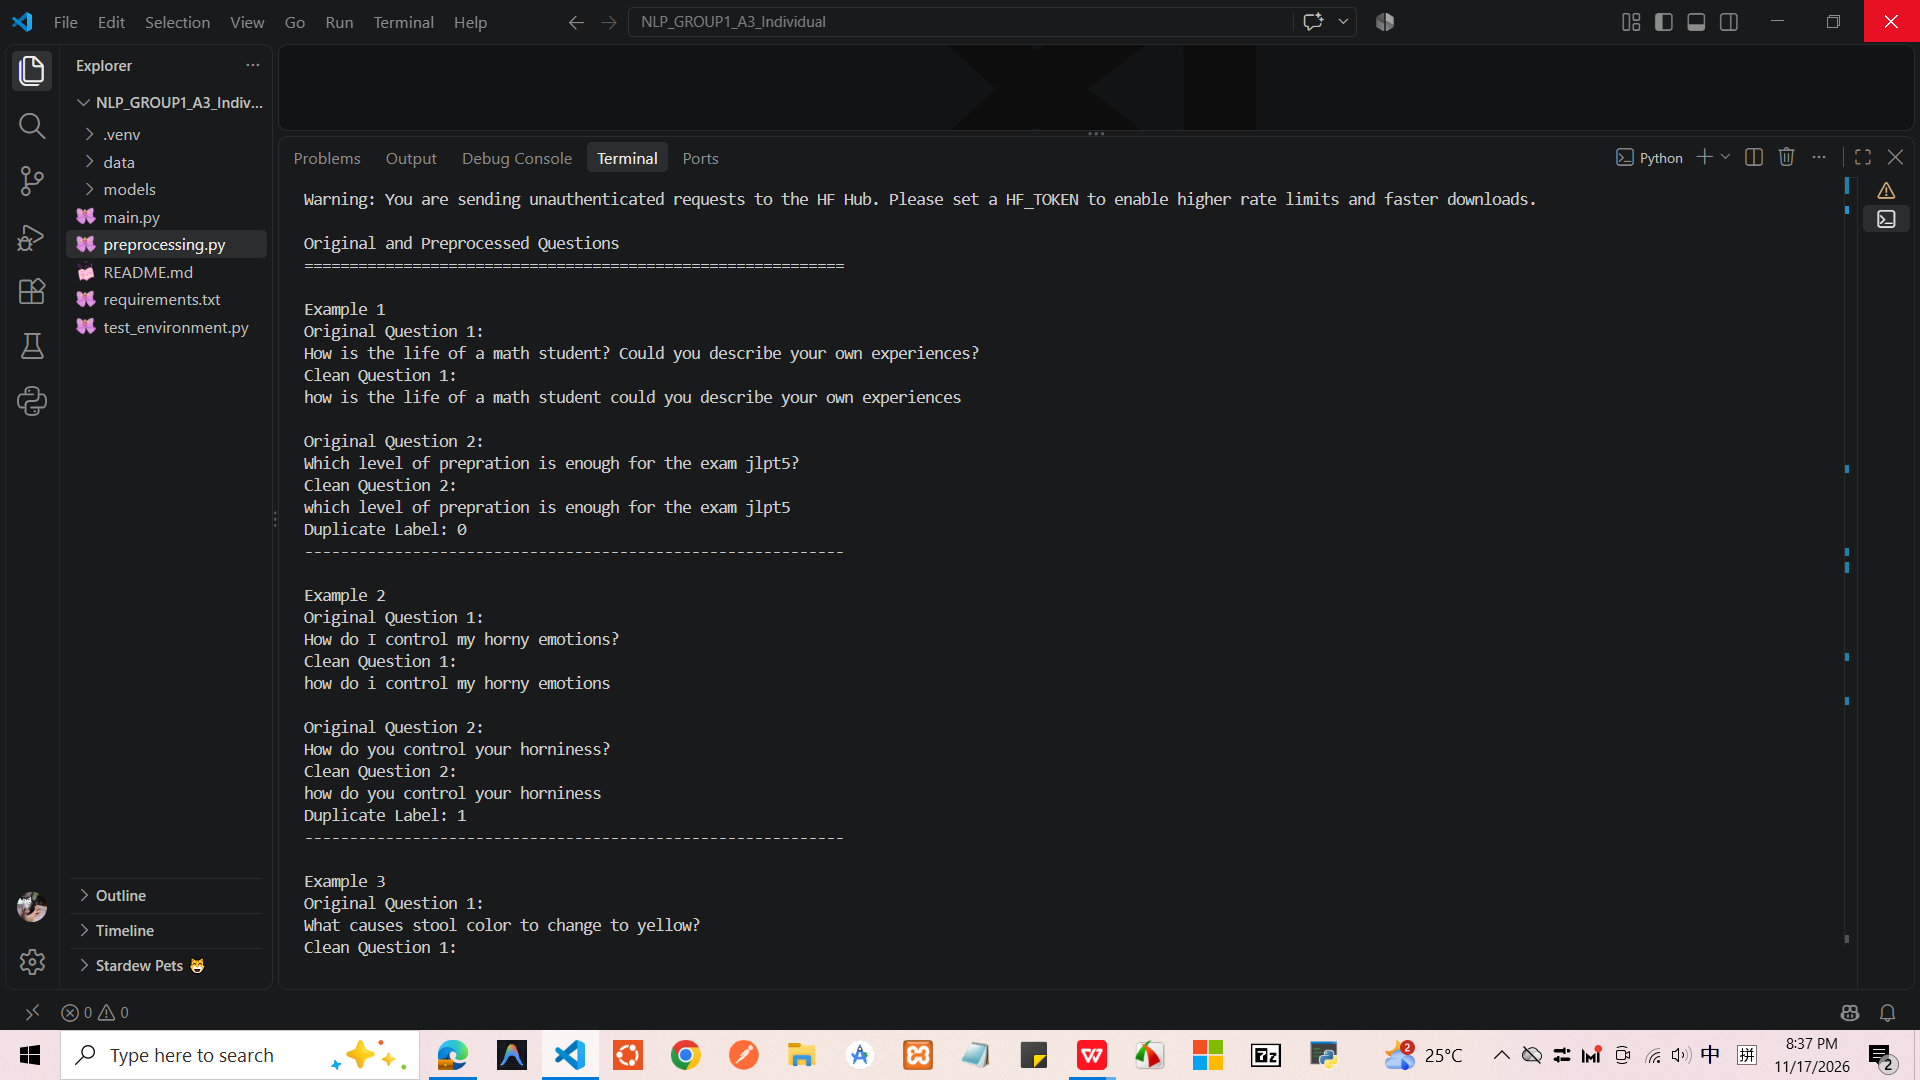 File Edit Selection View Go Run Terminal Help
NLP_GROUP1_A3_Individual
Explorer
NLP_GROUP1_A3_Indiv...
.venv
data
models
main.py
preprocessing.py
README.md
requirements.txt
test_environment.py
Outline
Timeline
Stardew Pets
Problems Output Debug Console Terminal Ports
Python
Warning: You are sending unauthenticated requests to the HF Hub. Please set a HF_TOKEN to enable higher rate limits and faster downloads.
Original and Preprocessed Questions
============================================================
Example 1
Original Question 1:
How is the life of a math student? Could you describe your own experiences?
Clean Question 1:
how is the life of a math student could you describe your own experiences
Original Question 2:
Which level of prepration is enough for the exam jlpt5?
Clean Question 2:
which level of prepration is enough for the exam jlpt5
Duplicate Label: 0
------------------------------------------------------------
Example 2
Original Question 1:
How do I control my horny emotions?
Clean Question 1:
how do i control my horny emotions
Original Question 2:
How do you control your horniness?
Clean Question 2:
how do you control your horniness
Duplicate Label: 1
------------------------------------------------------------
Example 3
Original Question 1:
What causes stool color to change to yellow?
Clean Question 1:
0 0
Type here to search
2
25°C
中
拼
8:37 PM
11/17/2026
2